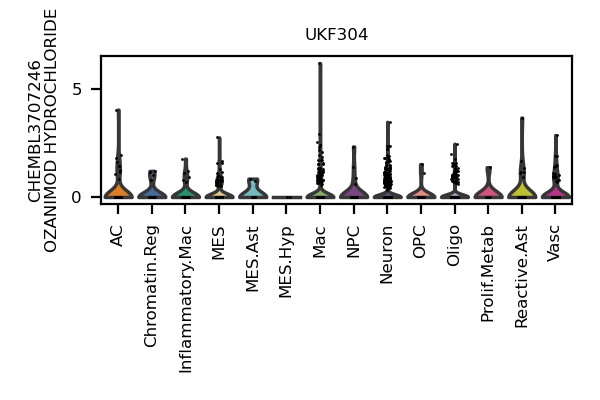 UKF304
CHEMBL3707246
OZANIMOD HYDROCHLORIDE
5
0
AC
Chromatin.Reg
Inflammatory.Mac
MES
MES.Ast
MES.Hyp
Mac
NPC
Neuron
OPC
Oligo
Prolif.Metab
Reactive.Ast
Vasc